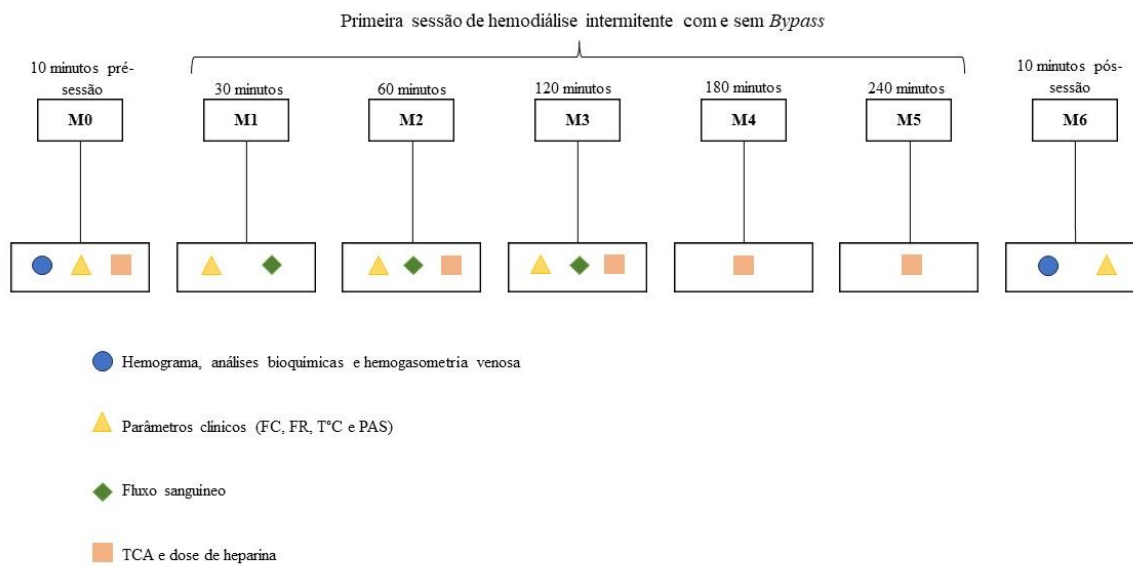 Primeira sessão de hemodiálise intermitente com e sem Bypass
10 minutos pré-
sessão
30 minutos
60 minutos
120 minutos
180 minutos
240 minutos
10 minutos pós-
sessão
M0
M1
M2
M3
M4
M5
M6
Hemograma, análises bioquimicas e hemogasometria venosa
Parâmetros clínicos (FC, FR, T°C e PAS)
Fluxo sanguineo
TCA e dose de heparina